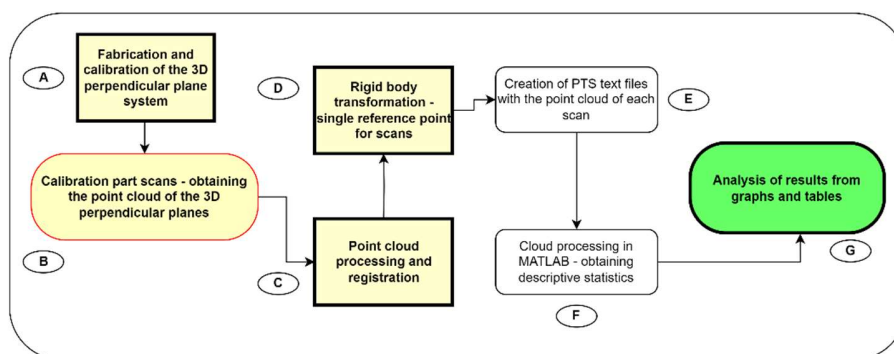 A
Fabrication and
calibration of the 3D
perpendicular plane
system
Calibration part scans - obtaining
the point cloud of the 3D
perpendicular planes
B
C
Point cloud
processing and
registration
D
Rigid body
transformation -
single reference point
for scans
Creation of PTS text files
with the point cloud of each
scan
E
Cloud processing in
MATLAB - obtaining
descriptive statistics
F
Analysis of results from
graphs and tables
G